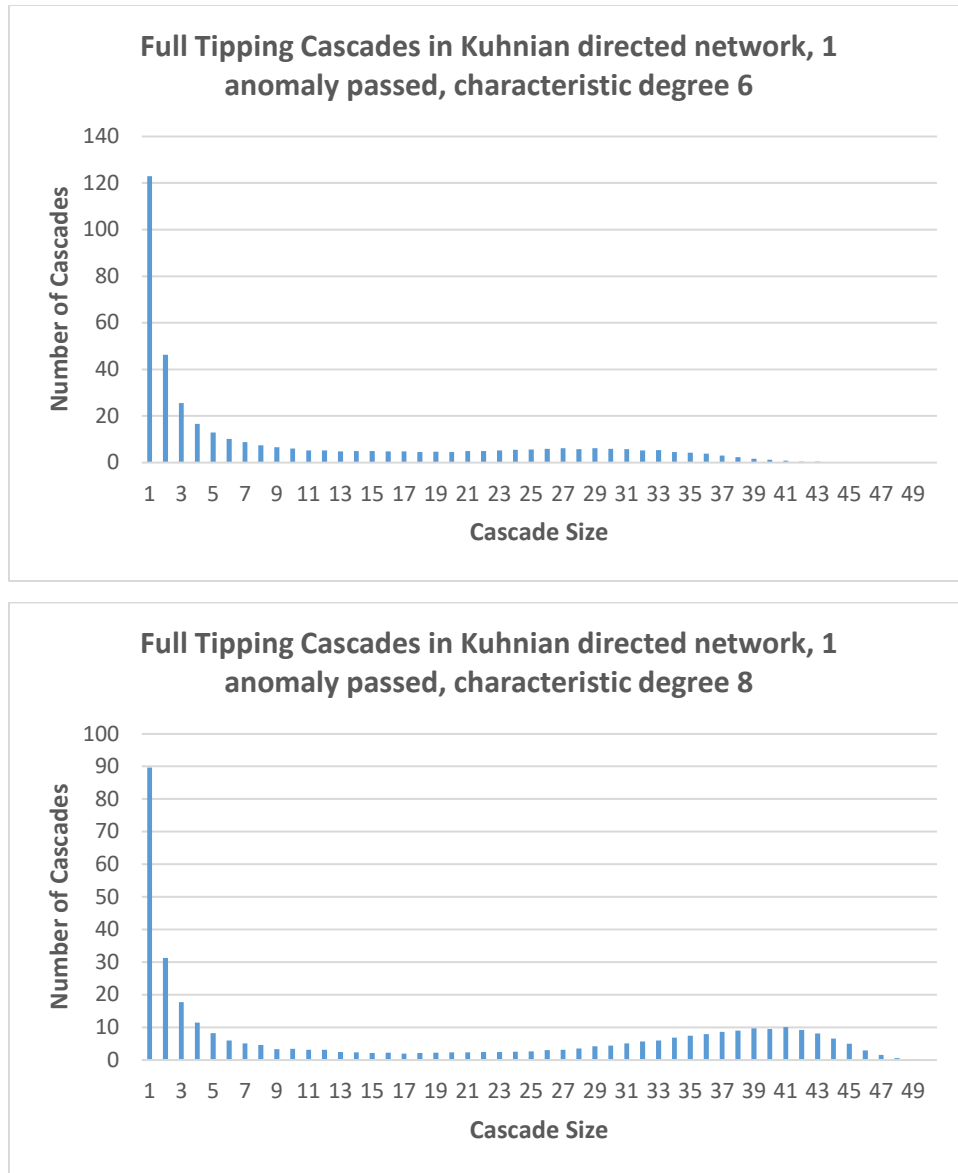 Full Tipping Cascades in Kuhnian directed network, 1
anomaly passed, characteristic degree 6
140
120
100
80
60
40
20
0
Number of Cascades
1 3 5 7 9 11 13 15 17 19 21 23 25 27 29 31 33 35 37 39 41 43 45 47 49
Cascade Size
Full Tipping Cascades in Kuhnian directed network, 1
anomaly passed, characteristic degree 8
100
90
80
70
60
50
40
30
20
10
0
Number of Cascades
1 3 5 7 9 11 13 15 17 19 21 23 25 27 29 31 33 35 37 39 41 43 45 47 49
Cascade Size